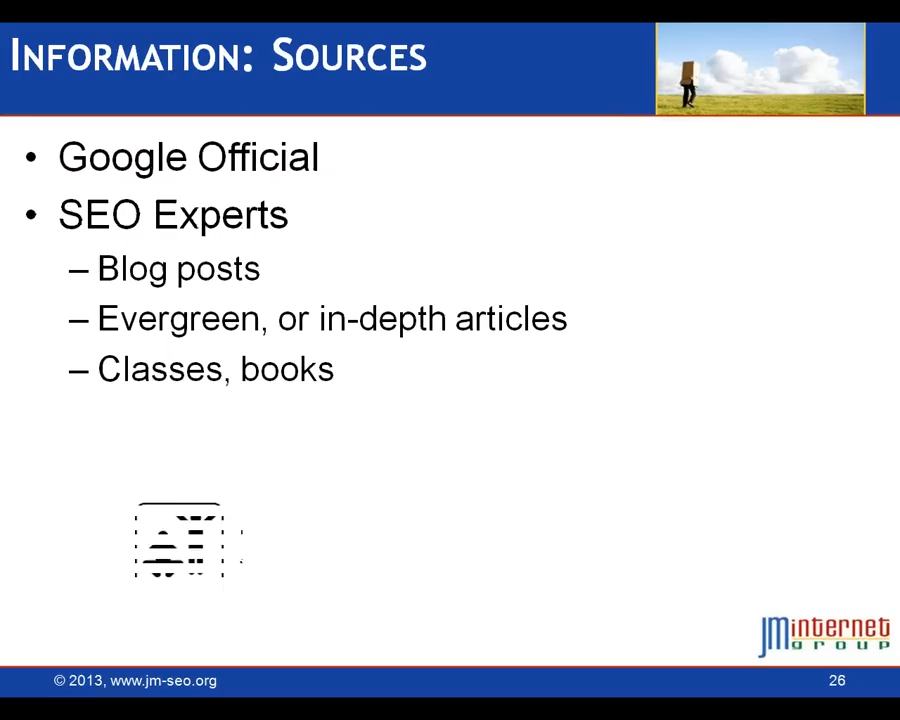 INFORMATION: SOURCES
• Google Official
• SEO Experts
– Blog posts
– Evergreen, or in-depth articles
– Classes, books
JMinternet
group
© 2013, www.jm-seo.org
26